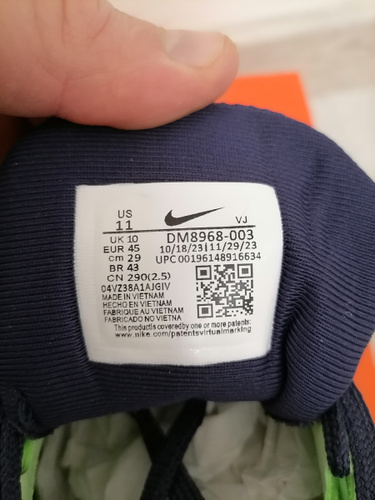 US
11
VJ
UK 10
DM8968-003
EUR 45
10/18/23 11/29/23
cm 29
UPC 00196148916634
BR 43
CN 290(2.5)
04VZ38A1AJGIV
MADE IN VIETNAM
HECHO EN VIETNAM
FABRIQUE AU VIETNAM
FABRICADO NO VIETNA
This product is covered by one or more patents.
www.nike.com/patentsvirtualmarking